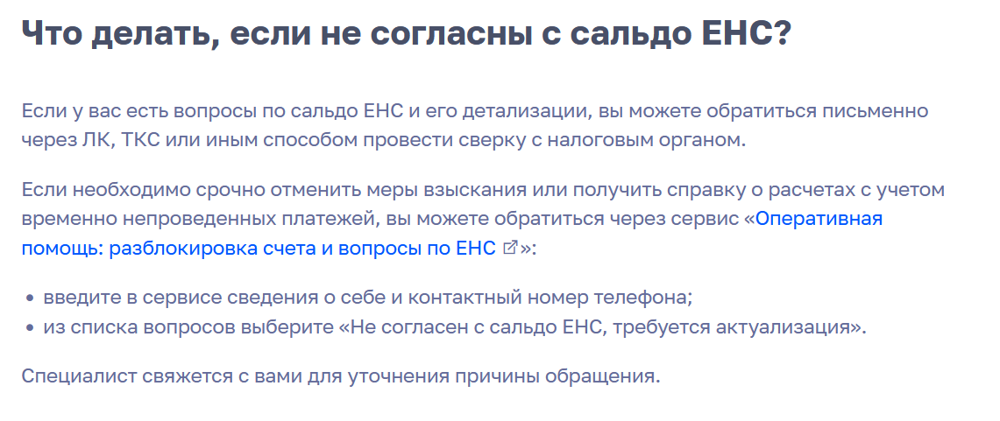 Что делать, если не согласны с сальдо ЕНС?
Если у вас есть вопросы по сальдо ЕНС и его детализации, вы можете обратиться письменно
через ЛК, ТКС или иным способом провести сверку с налоговым органом.
Если необходимо срочно отменить меры взыскания или получить справку о расчетах с учетом
временно непроведенных платежей, вы можете обратиться через сервис «Оперативная
помощь: разблокировка счета и вопросы по ЕНС »:
• введите в сервисе сведения о себе и контактный номер телефона;
• из списка вопросов выберите «Не согласен с сальдо ЕНС, требуется актуализация».
Специалист свяжется с вами для уточнения причины обращения.